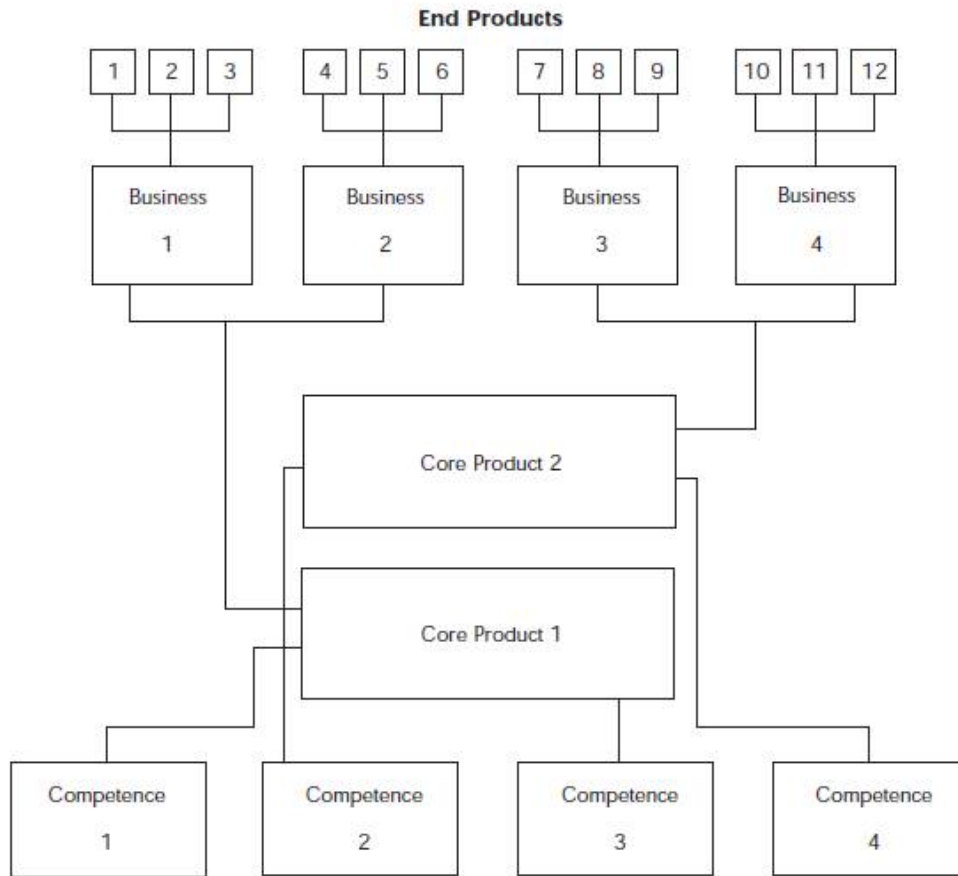 End Products
1 2 3 4 5 6 7 8 9 10 11 12
Business Business Business Business
1 2 3 4
Core Product 2
Core Product 1
Competence Competence Competence Competence
1 2 3 4